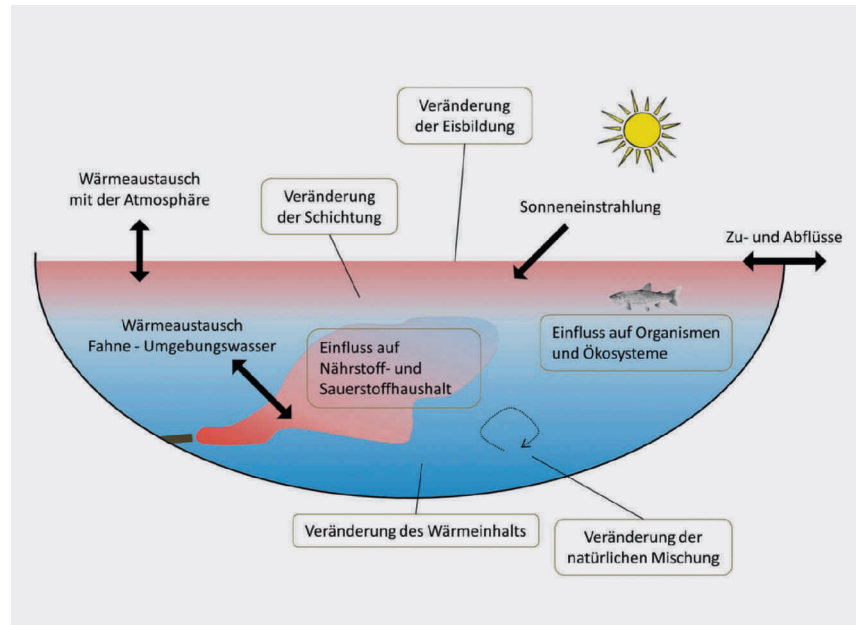 Veränderung
der Eisbildung
Wärmeaustausch
mit der Atmosphäre
Veränderung
der Schichtung
Sonneneinstrahlung
Zu- und Abflüsse
Wärmeaustausch
Fahne - Umgebungswasser
Einfluss auf
Nährstoff- und
Sauerstoffhaushalt
Einfluss auf Organismen
und Ökosysteme
Veränderung des Wärmeinhalts
Veränderung der
natürlichen Mischung